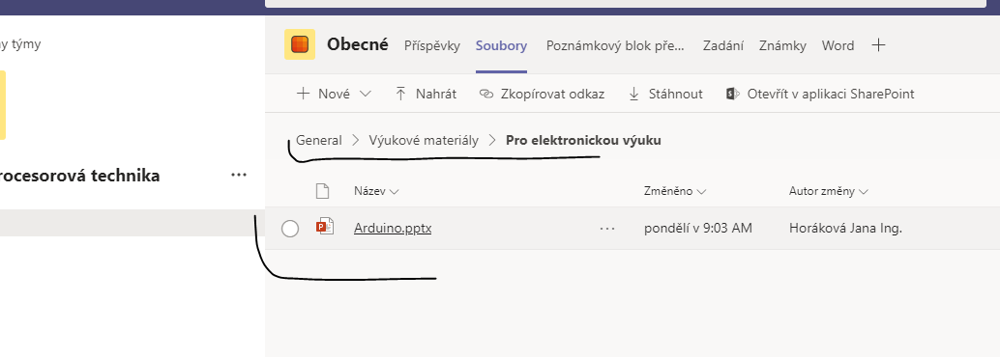 y týmy
Obecné Příspěvky Soubory Poznámkový blok pře... Zadání Známky Word
Nové Nahrát Zkopírovat odkaz Stáhnout Otevřít v aplikaci SharePoint
General > Výukové materiály > Pro elektronickou výuku
rocesorová technika ...
Název Změněno Autor změny
Arduino.pptx ... pondělí v 9:03 AM Horáková Jana Ing.